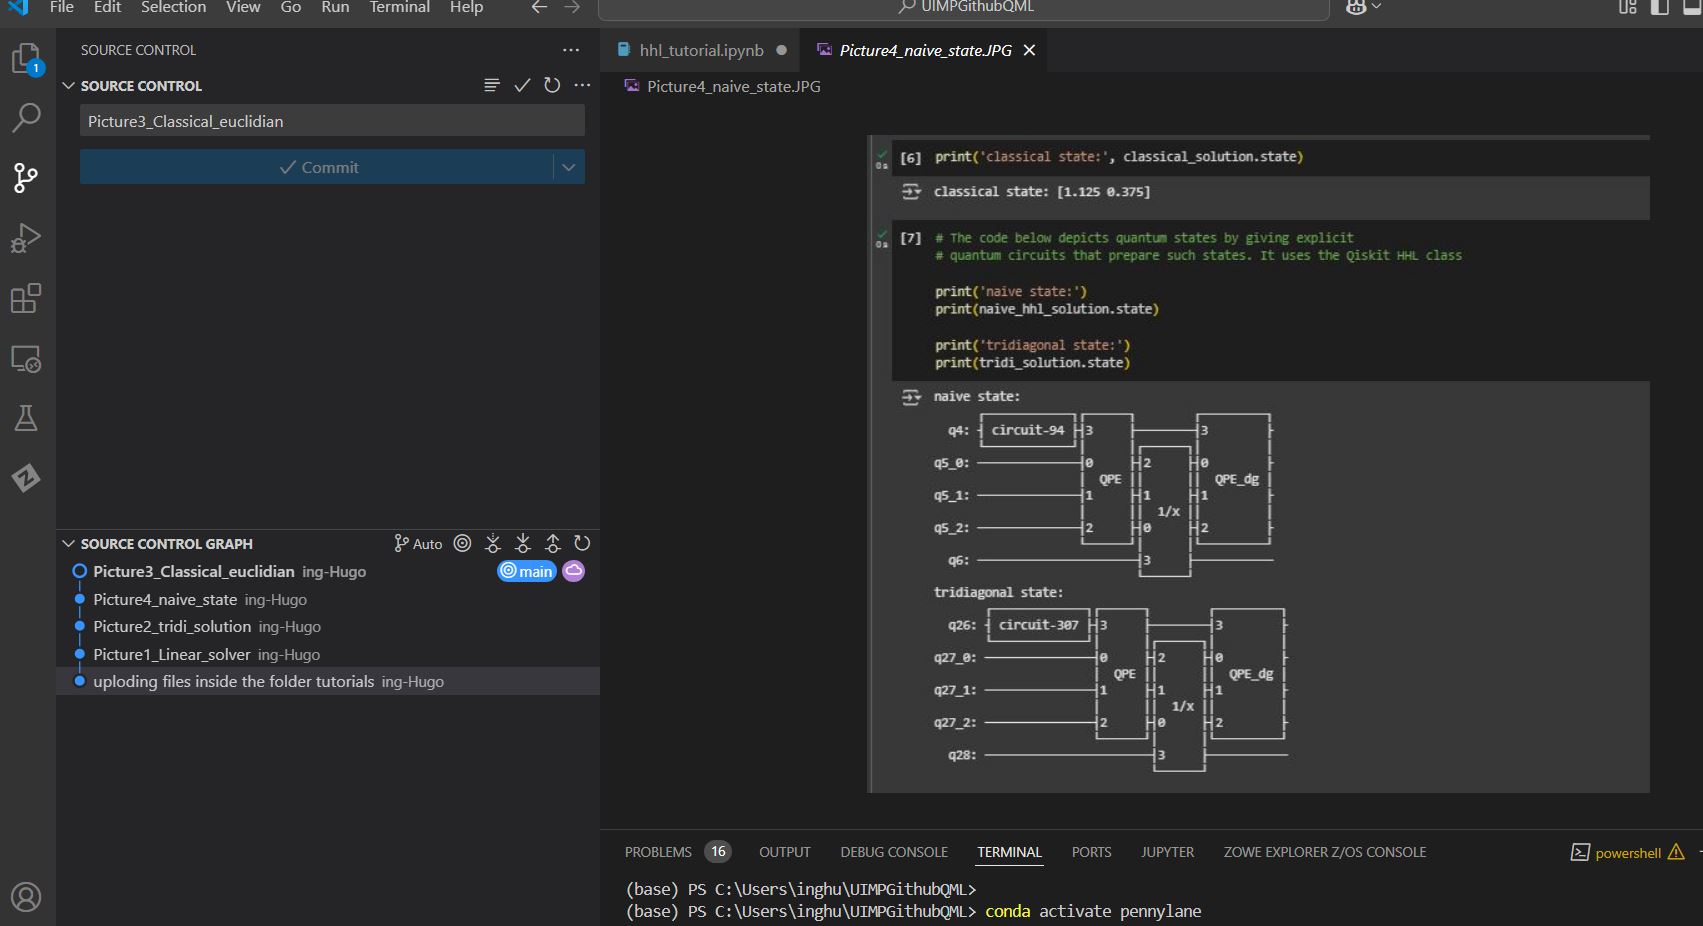 File Edit Selection View Go Run Terminal Help
UIMPGithubQML
1
SOURCE CONTROL
SOURCE CONTROL
Picture3_Classical_euclidian
Commit
SOURCE CONTROL GRAPH
Auto
Picture3_Classical_euclidian ing-Hugo main
Picture4_naive_state ing-Hugo
Picture2_tridi_solution ing-Hugo
Picture1_Linear_solver ing-Hugo
uploding files inside the folder tutorials ing-Hugo
hhl_tutorial.ipynb
Picture4_naive_state.JPG
Picture4_naive_state.JPG
0s
[6] print('classical state:', classical_solution.state)
classical state: [1.125 0.375]
0s
[7] # The code below depicts quantum states by giving explicit
# quantum circuits that prepare such states. It uses the Qiskit HHL class
print('naive state:')
print(naive_hhl_solution.state)
print('tridiagonal state:')
print(tridi_solution.state)
naive state:
q4: circuit-94 3 3
q5_0: 0 2 0
QPE QPE_dg
q5_1: 1 1 1
1/x
q5_2: 2 0 2
q6: 3
tridiagonal state:
q26: circuit-307 3 3
q27_0: 0 2 0
QPE QPE_dg
q27_1: 1 1 1
1/x
q27_2: 2 0 2
q28: 3
PROBLEMS 16 OUTPUT DEBUG CONSOLE TERMINAL PORTS JUPYTER ZOWE EXPLORER Z/OS CONSOLE
powershell
(base) PS C:\Users\inghu\UIMPGithubQML>
(base) PS C:\Users\inghu\UIMPGithubQML> conda activate pennylane